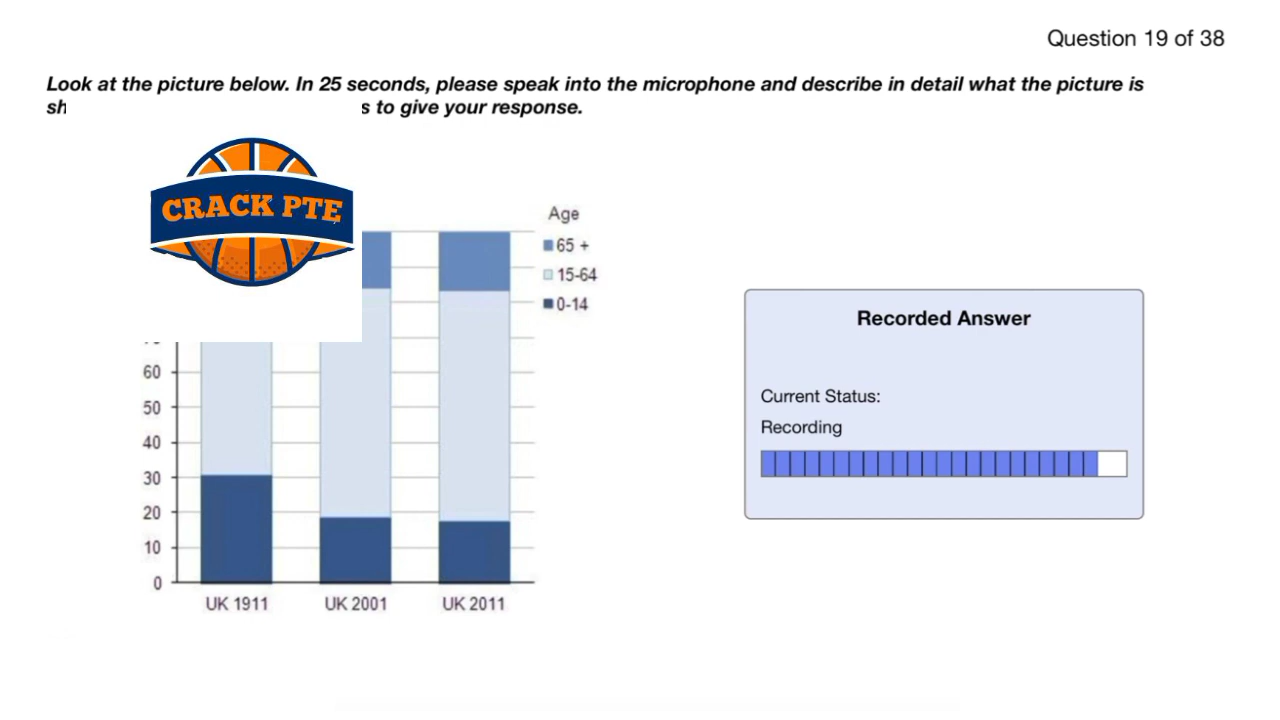 Question 19 of 38
Look at the picture below. In 25 seconds, please speak into the microphone and describe in detail what the picture is
s to give your response.
CRACK PTE
Age
65 +
15-64
0-14
60
50
40
30
20
10
0
UK 1911
UK 2001
UK 2011
Recorded Answer
Current Status:
Recording